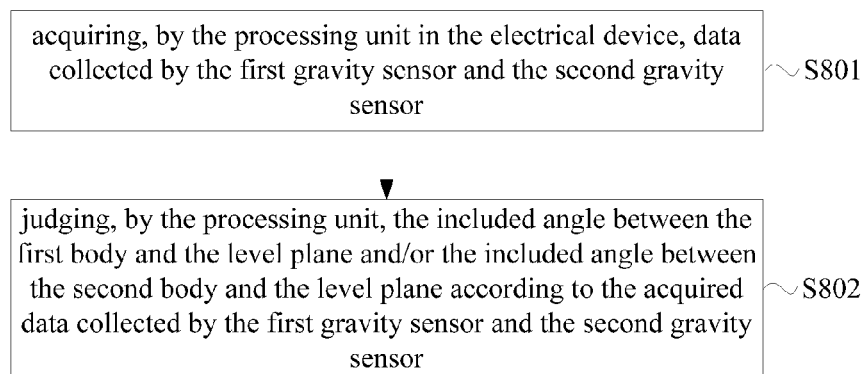 acquiring, by the processing unit in the electrical device, data
collected by the first gravity sensor and the second gravity
sensor
S801
judging, by the processing unit, the included angle between the
first body and the level plane and/or the included angle between
the second body and the level plane according to the acquired
data collected by the first gravity sensor and the second gravity
sensor
S802